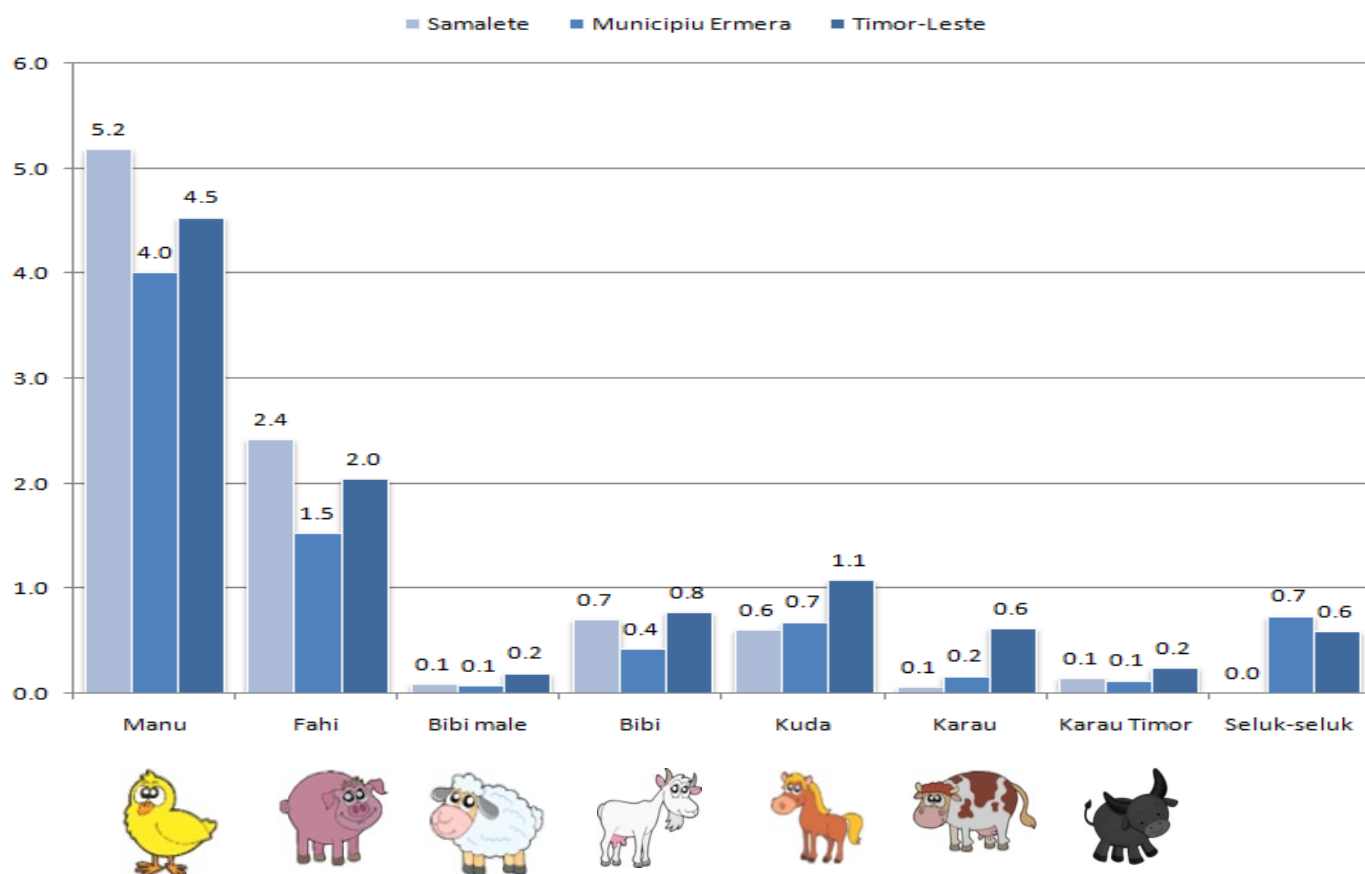 Samalete Municipiu Ermera Timor-Leste
6.0
5.0
4.0
3.0
2.0
1.0
0.0
5.2 4.0 4.5
2.4 1.5 2.0
0.1 0.1 0.2
0.7 0.4 0.8
0.6 0.7 1.1
0.1 0.2 0.6
0.1 0.1 0.2
0.0 0.7 0.6
Manu Fahi Bibi male Bibi Kuda Karau Karau Timor Seluk-seluk